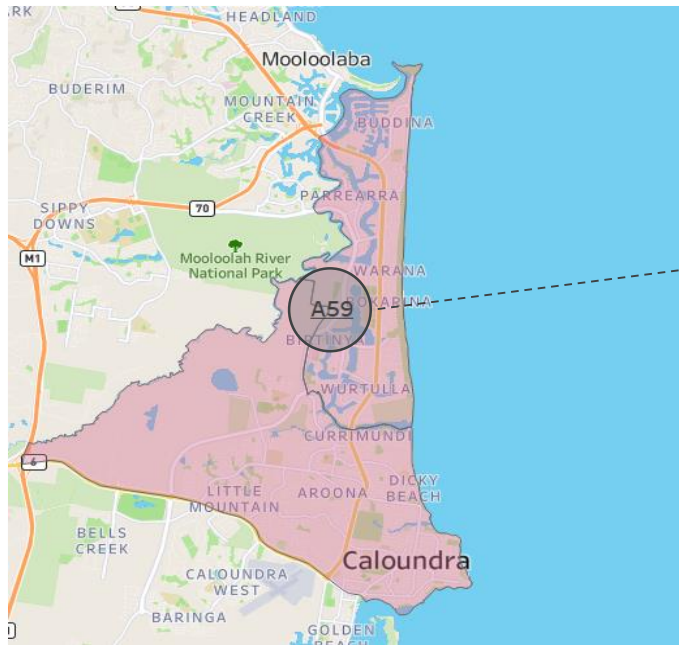 ARK
HEADLAND
Mooloolaba
BUDERIM
MOUNTAIN
CREEK
BUDDINA
PARREARRA
70
SIPPY
DOWNS
Mooloolah River
National Park
M1
WARANA
BOKARINA
A59
BIRTINYA
WURTULLA
CURRIMUNDI
6
DICKY
BEACH
LITTLE
MOUNTAIN
AROONA
BELLS
CREEK
Caloundra
CALOUNDRA
WEST
BARINGA
GOLDEN
BEACH